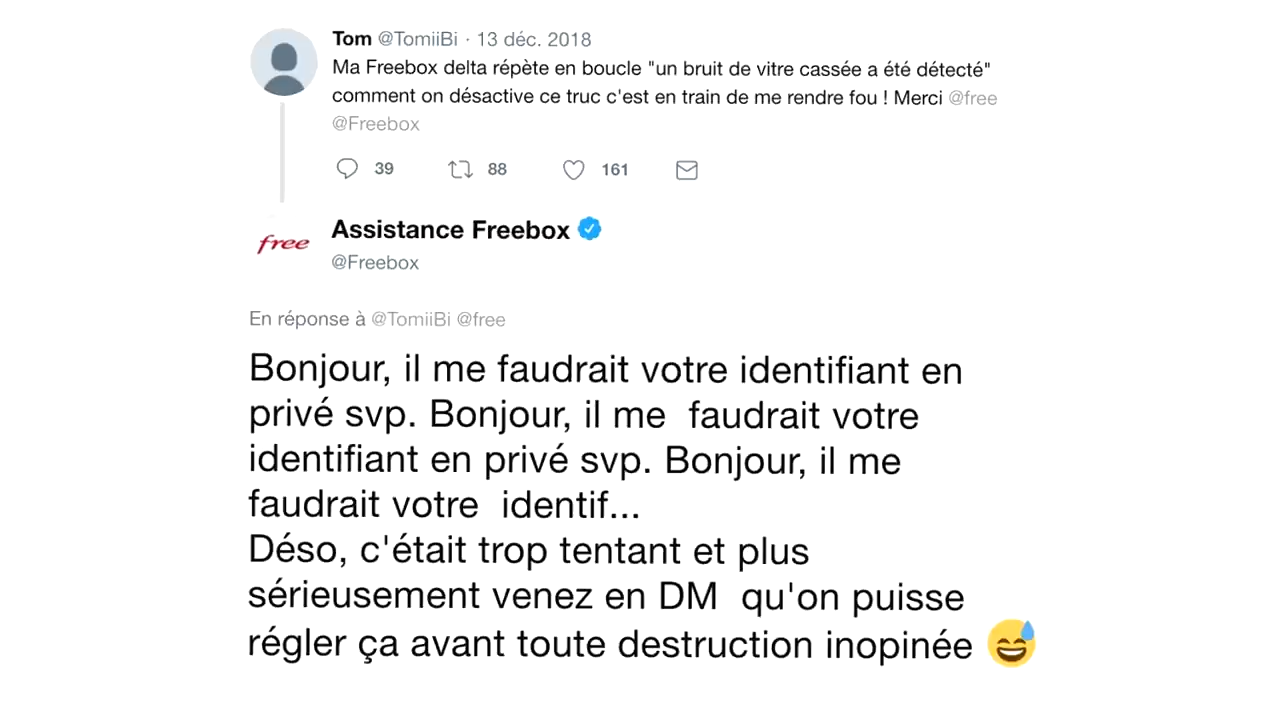 Tom @TomiiBi · 13 déc. 2018
Ma Freebox delta répète en boucle "un bruit de vitre cassée a été détecté"
comment on désactive ce truc c'est en train de me rendre fou ! Merci @free
@Freebox
39 88 161
free
Assistance Freebox
@Freebox
En réponse à @TomiiBi @free
Bonjour, il me faudrait votre identifiant en
privé svp. Bonjour, il me  faudrait votre
identifiant en privé svp. Bonjour, il me
faudrait votre  identif...
Déso, c'était trop tentant et plus
sérieusement venez en DM  qu'on puisse
régler ça avant toute destruction inopinée 😅